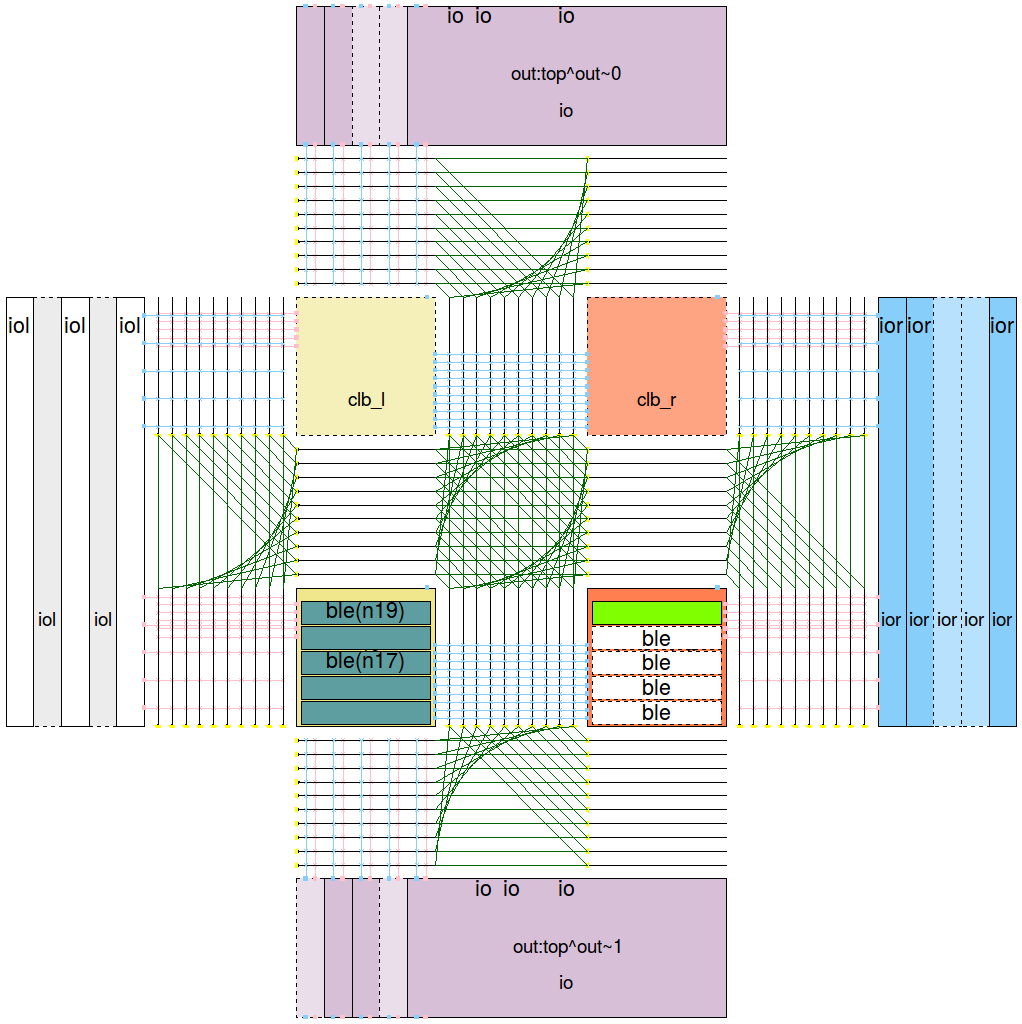 io io io
out:top^out~0
io
iol iol iol
ior ior ior
clb_l clb_r
ble(n19)
iol iol
ior ior ior ior ior
ble
ble(n17) ble
ble
ble
io io io
out:top^out~1
io